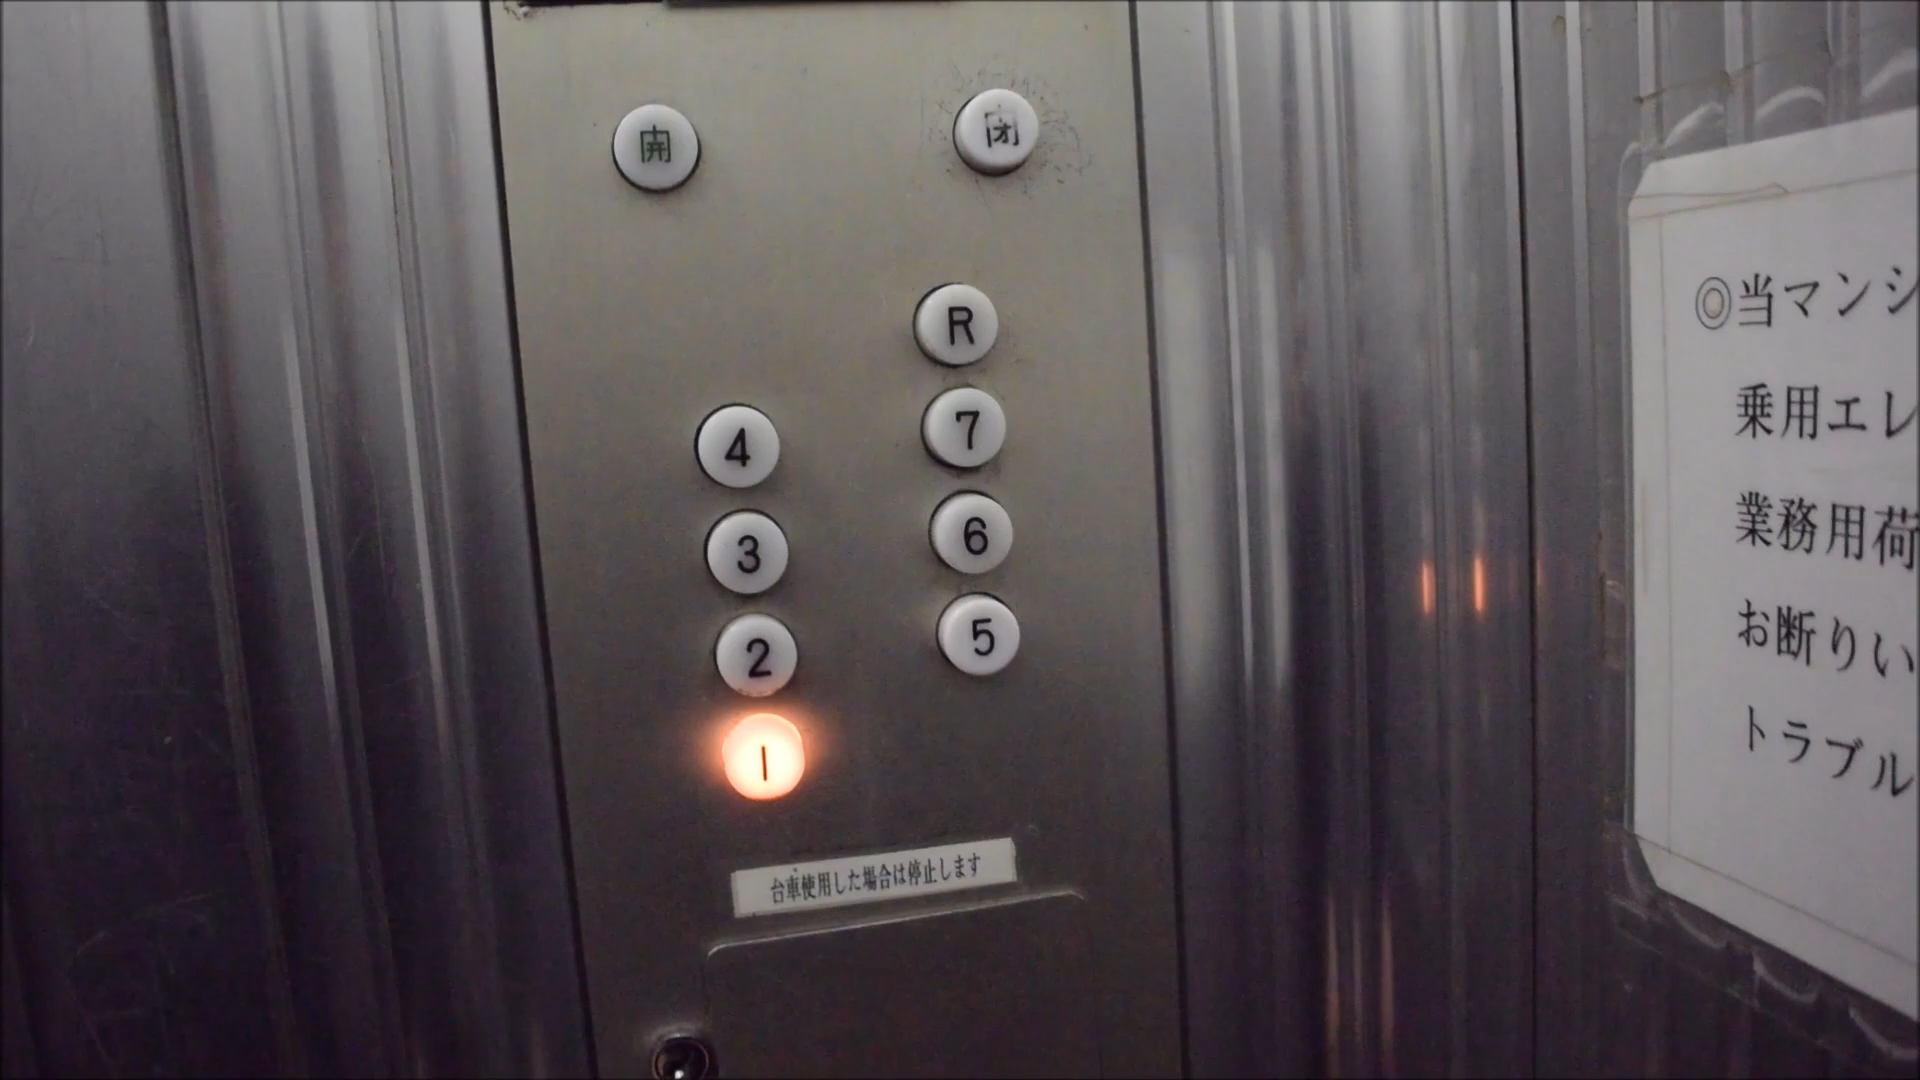 開
閉
R
4
7
3
6
2
5
1
台車使用した場合は停止します
◎当マンシ
乗用エレ
業務用荷
お断りい
トラブル